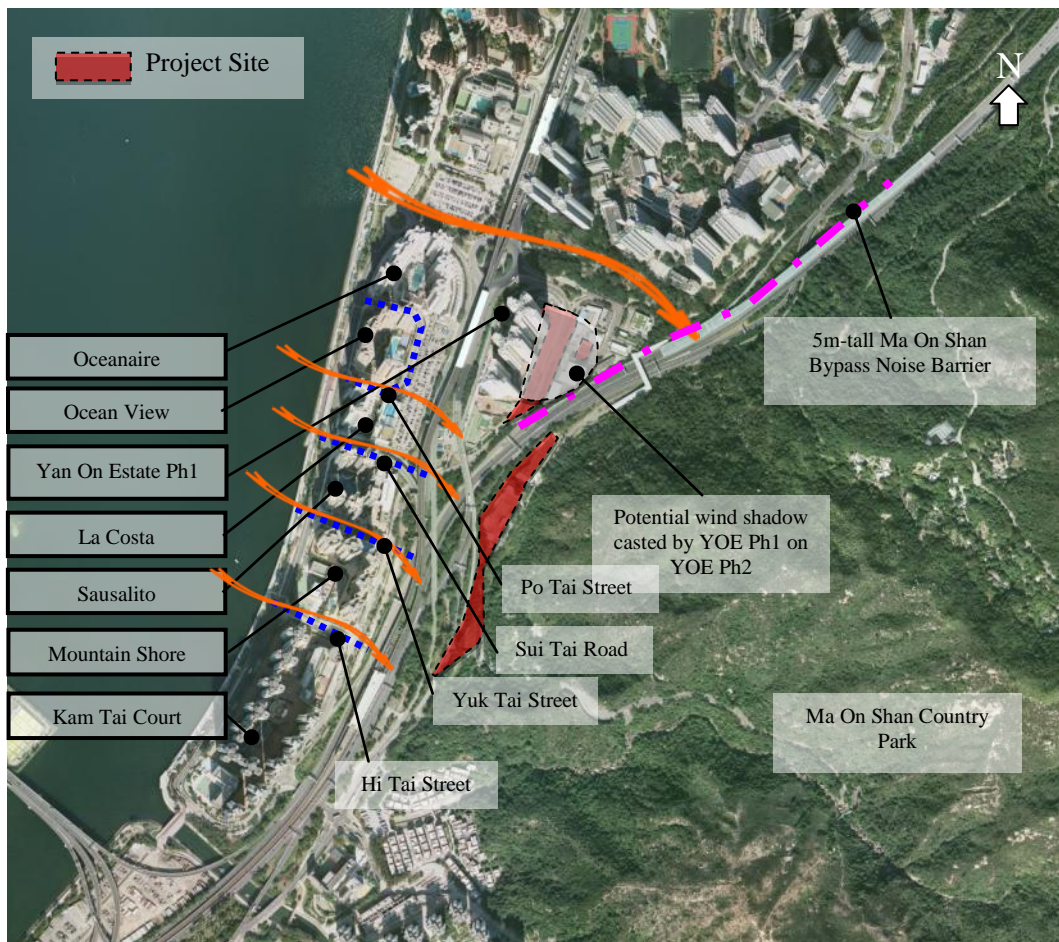 Project Site
N
Oceanaire
Ocean View
Yan On Estate Ph1
La Costa
Sausalito
Mountain Shore
Kam Tai Court
5m-tall Ma On Shan
Bypass Noise Barrier
Potential wind shadow
casted by YOE Ph1 on
YOE Ph2
Po Tai Street
Sui Tai Road
Yuk Tai Street
Hi Tai Street
Ma On Shan Country
Park